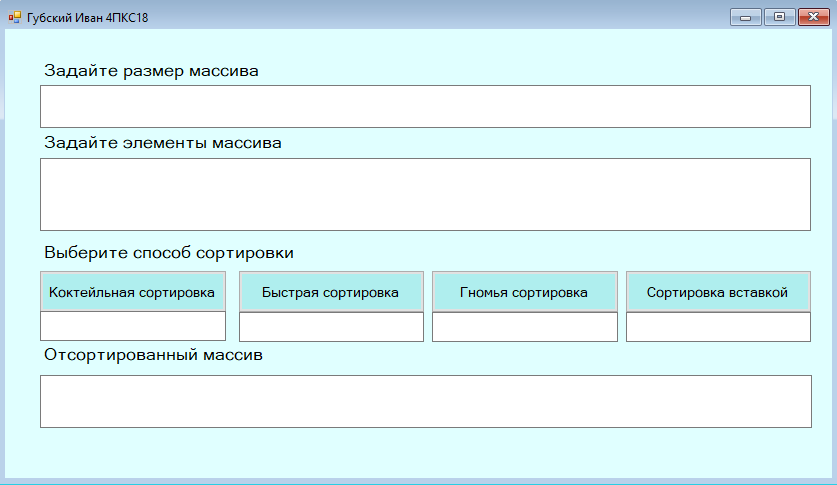 Губский Иван 4ПКС18
Задайте размер массива
Задайте элементы массива
Выберите способ сортировки
Коктейльная сортировка
Быстрая сортировка
Гномья сортировка
Сортировка вставкой
Отсортированный массив